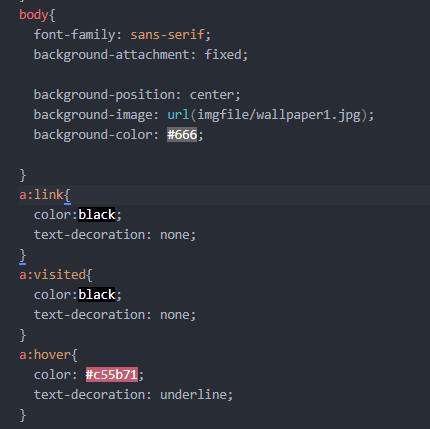 body{
font-family: sans-serif;
background-attachment: fixed;
background-position: center;
background-image: url(imgfile/wallpaper1.jpg);
background-color: #666;
}
a:link{
color:black;
text-decoration: none;
}
a:visited{
color:black;
text-decoration: none;
}
a:hover{
color: #c55b71;
text-decoration: underline;
}